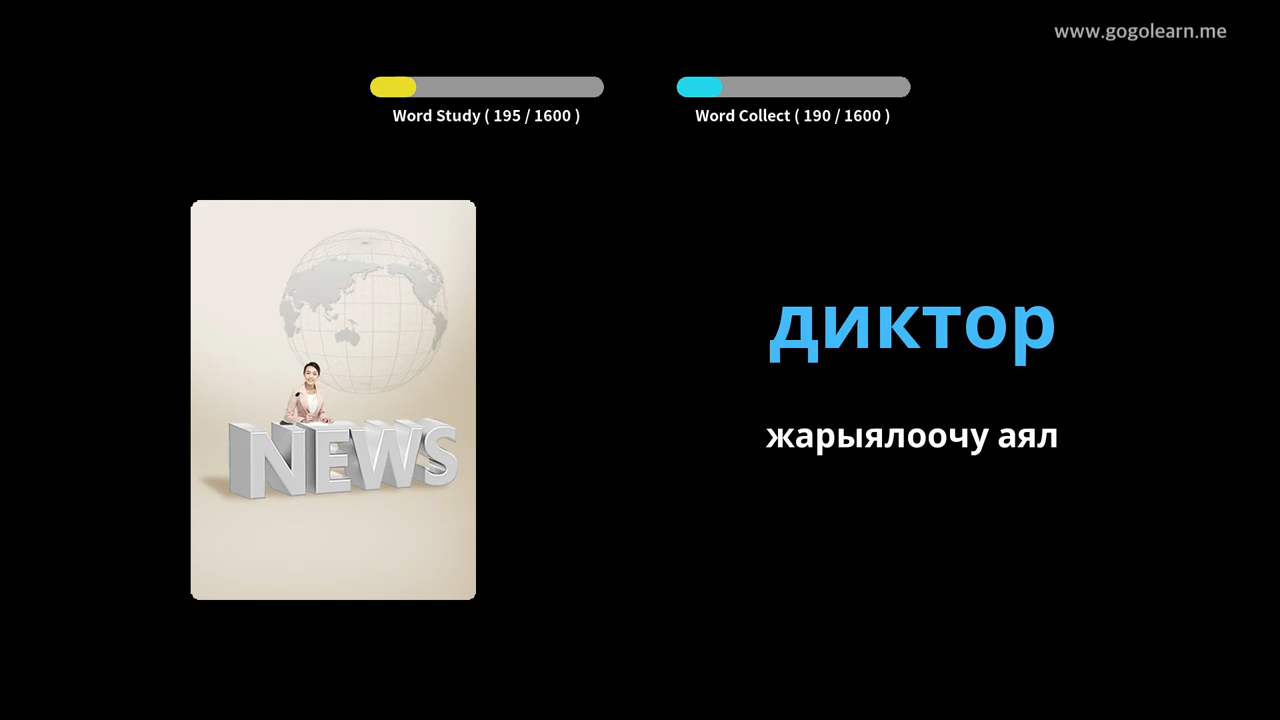 www.gogolearn.me
Word Study ( 195 / 1600 )
Word Collect ( 190 / 1600 )
NEWS
диктор
жарыялоочу аял